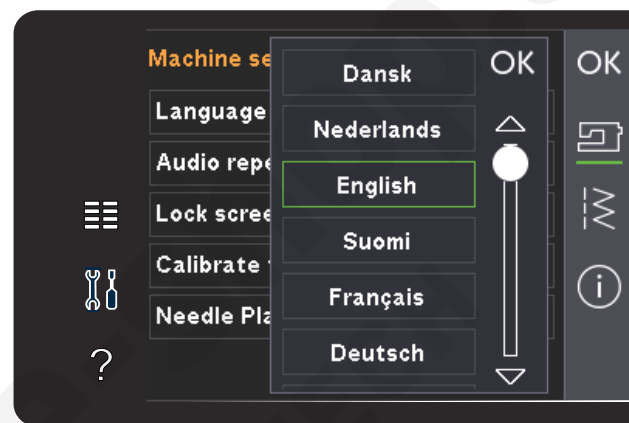 Machine se
OK
OK
Language
Audio repe
Lock scree
Calibrate
Needle Pla
Dansk
Nederlands
English
Suomi
Français
Deutsch
?
i